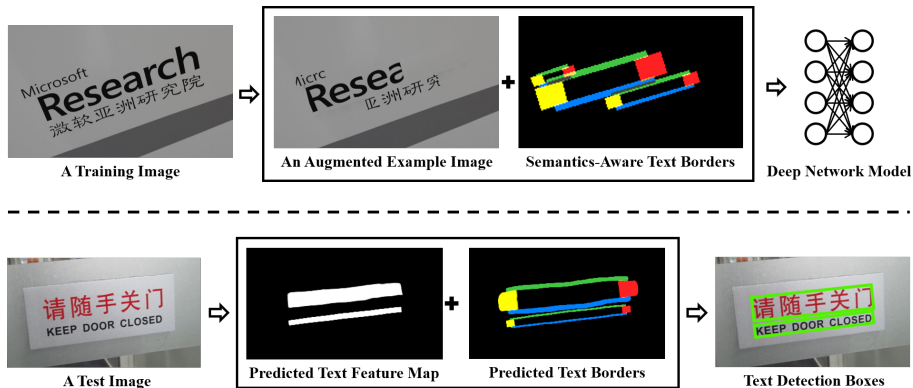 Microsoft
Research
微软亚洲研究院
A Training Image
icrc
Resea
亚洲研究
An Augmented Example Image
+
Semantics-Aware Text Borders
Deep Network Model
请随手关门
KEEP DOOR CLOSED
A Test Image
Predicted Text Feature Map
+
Predicted Text Borders
请随手关门
KEEP DOOR CLOSED
Text Detection Boxes